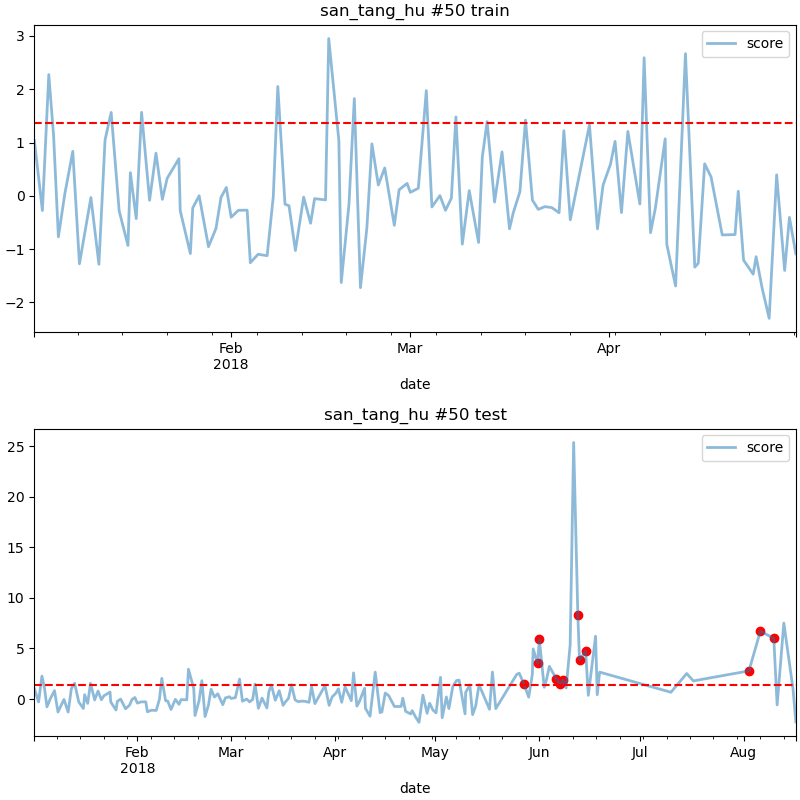 san_tang_hu #50 train
score
3
2
1
0
−1
−2
Feb
2018
Mar
Apr
date
san_tang_hu #50 test
score
25
20
15
10
5
0
Feb
2018
Mar
Apr
May
Jun
Jul
Aug
date